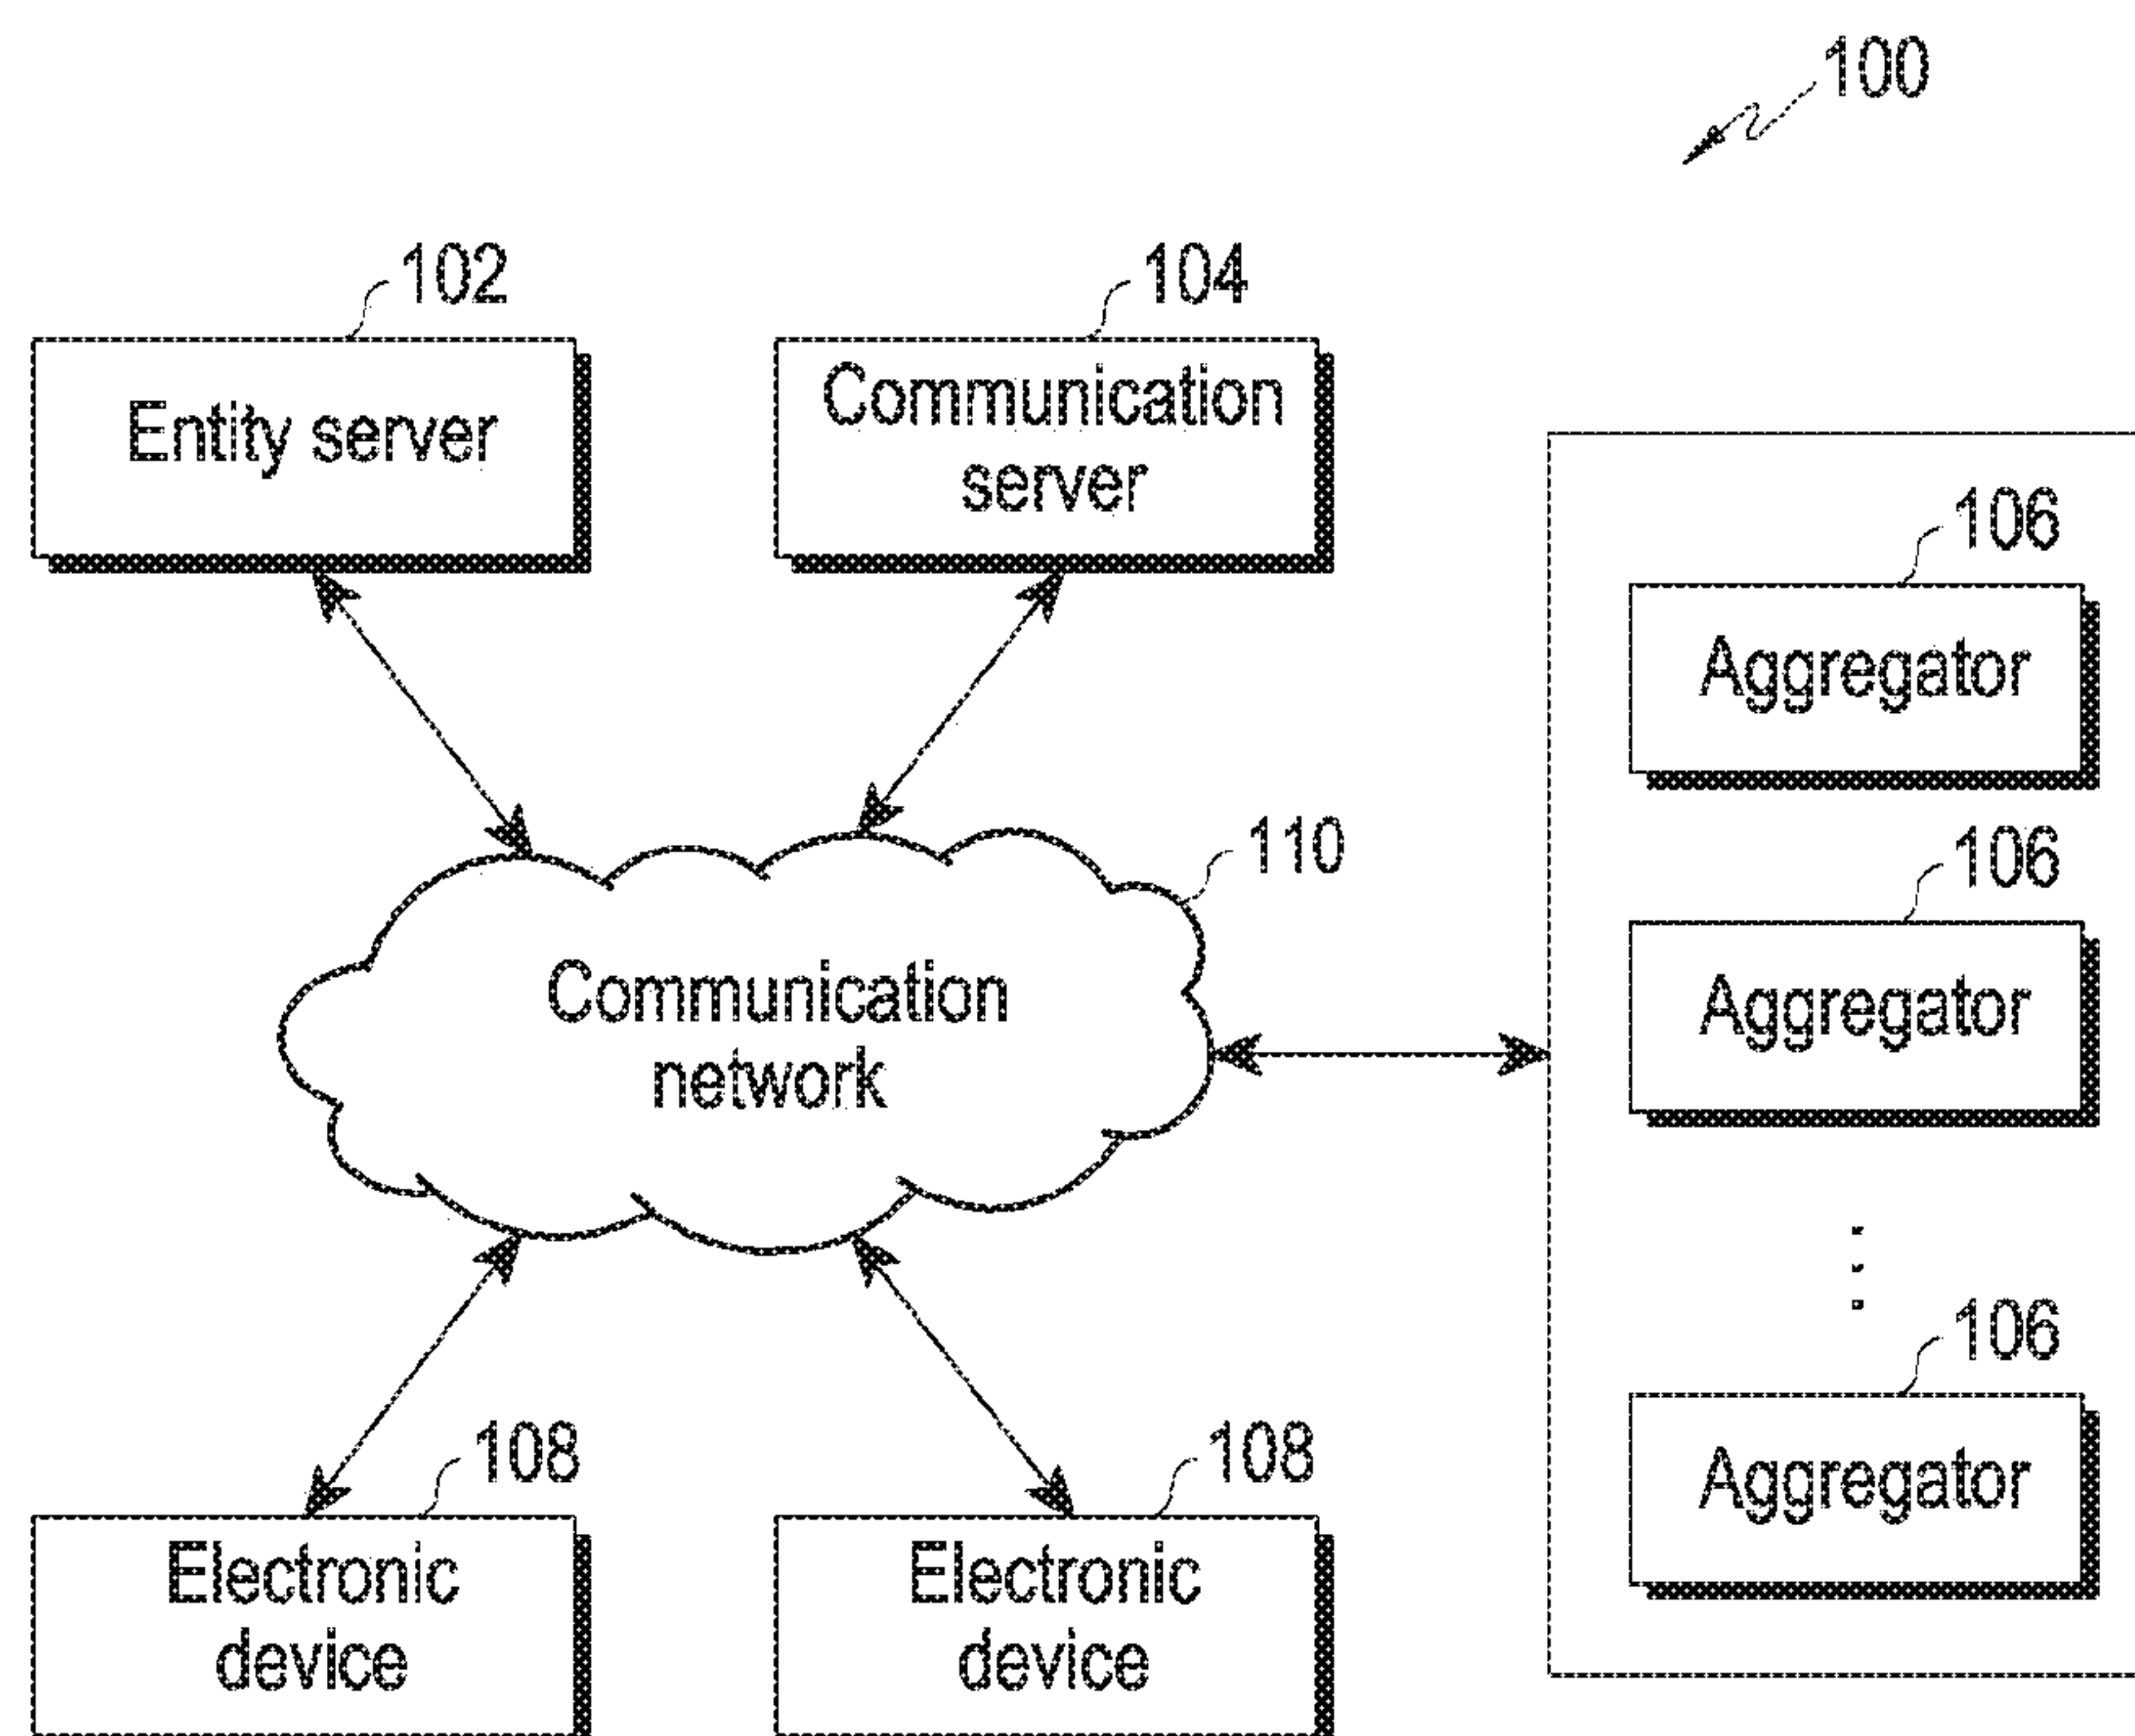 100
102
104
Entity server
Communication
server
106
Aggregator
110
106
Communication
network
Aggregator
106
Aggregator
108
108
Electronic
device
Electronic
device